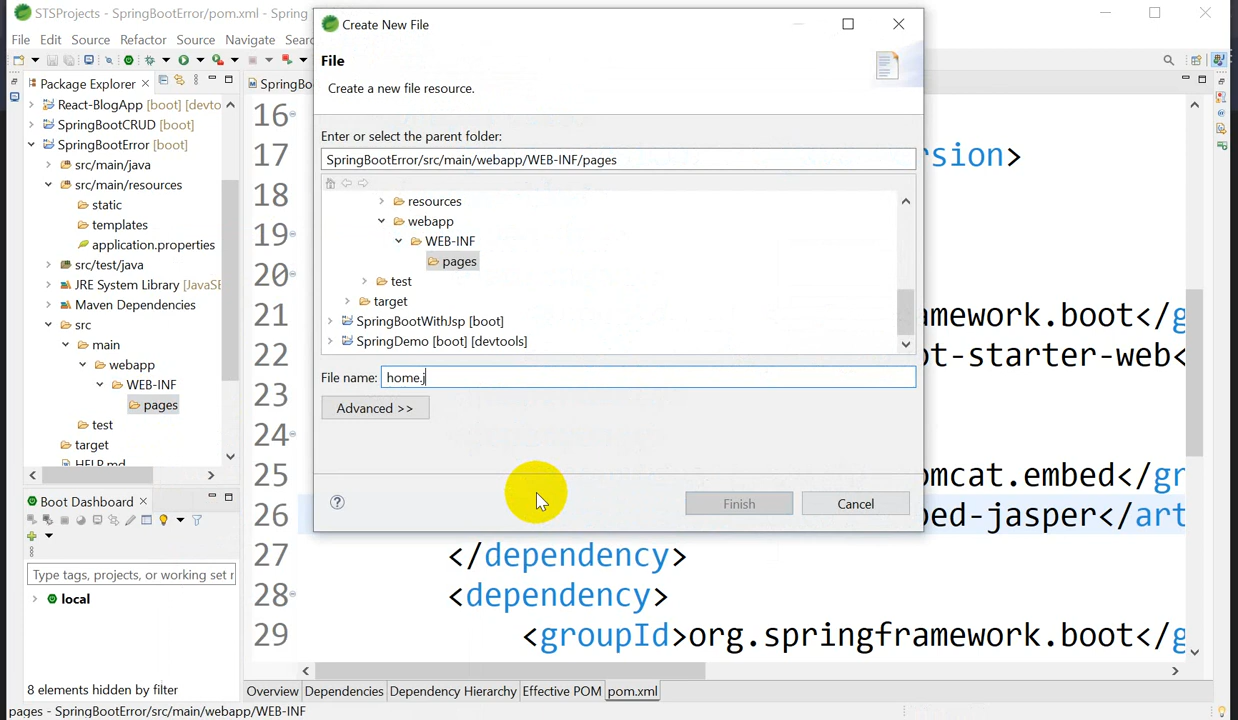 STSProjects - SpringBootError/pom.xml - Spring
File Edit Source Refactor Source Navigate Searc
Package Explorer
React-BlogApp [boot] [devto
SpringBootCRUD [boot]
SpringBootError [boot]
src/main/java
src/main/resources
static
templates
application.properties
src/test/java
JRE System Library [JavaSE
Maven Dependencies
src
main
webapp
WEB-INF
pages
test
target
HELP.md
Boot Dashboard
Type tags, projects, or working set r
local
8 elements hidden by filter
pages - SpringBootError/src/main/webapp/WEB-INF
SpringBo
16
17 rsion>
18
19
20
21 amework.boot</g
22 ot-starter-web<
23
24
25 omcat.embed</gr
26 bed-jasper</art
27 </dependency>
28 <dependency>
29 <groupId>org.springframework.boot</g
Overview Dependencies Dependency Hierarchy Effective POM pom.xml
Create New File
File
Create a new file resource.
Enter or select the parent folder:
SpringBootError/src/main/webapp/WEB-INF/pages
resources
webapp
WEB-INF
pages
test
target
SpringBootWithJsp [boot]
SpringDemo [boot] [devtools]
File name: home.j
Advanced >>
Finish Cancel